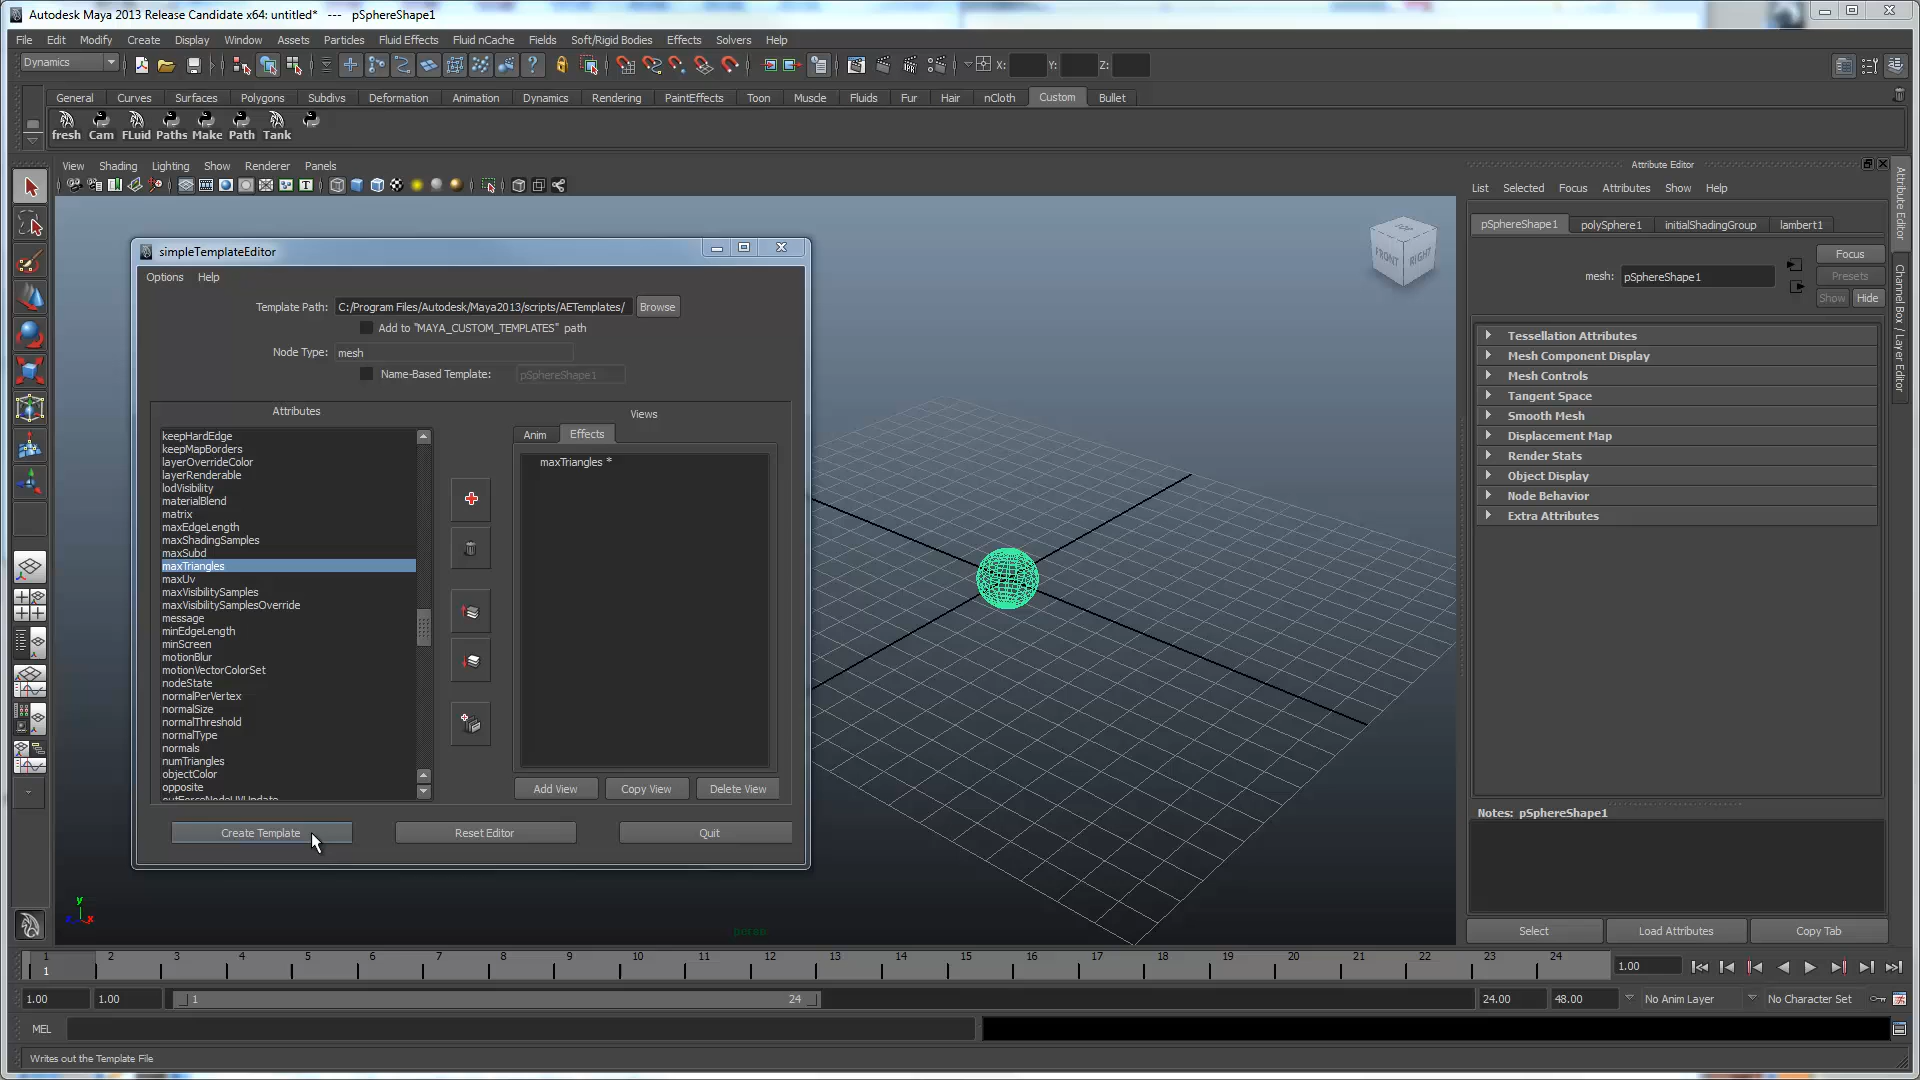 Autodesk Maya 2013 Release Candidate x64: untitled*   ---   pSphereShape1
File Edit Modify Create Display Window Assets Particles Fluid Effects Fluid nCache Fields Soft/Rigid Bodies Effects Solvers Help
Dynamics X: Y: Z:
General Curves Surfaces Polygons Subdivs Deformation Animation Dynamics Rendering PaintEffects Toon Muscle Fluids Fur Hair nCloth Custom Bullet
fresh Cam FLuid Paths Make Path Tank
View Shading Lighting Show Renderer Panels
simpleTemplateEditor
Options Help
Template Path: C:/Program Files/Autodesk/Maya2013/scripts/AETemplates/ Browse
Add to "MAYA_CUSTOM_TEMPLATES" path
Node Type: mesh
Name-Based Template: pSphereShape1
Attributes
keepHardEdge
keepMapBorders
layerOverrideColor
layerRenderable
lodVisibility
materialBlend
matrix
maxEdgeLength
maxShadingSamples
maxSubd
maxTriangles
maxUv
maxVisibilitySamples
maxVisibilitySamplesOverride
message
minEdgeLength
minScreen
motionBlur
motionVectorColorSet
nodeState
normalPerVertex
normalSize
normalThreshold
normalType
normals
numTriangles
objectColor
opposite
outForceNodeUVUpdate
Views
Anim Effects
maxTriangles *
Add View Copy View Delete View
Create Template Reset Editor Quit
TOP
FRONT RIGHT
y
z x
persp
Attribute Editor
List Selected Focus Attributes Show Help
pSphereShape1 polySphere1 initialShadingGroup lambert1
mesh: pSphereShape1
Focus
Presets
Show Hide
Tessellation Attributes
Mesh Component Display
Mesh Controls
Tangent Space
Smooth Mesh
Displacement Map
Render Stats
Object Display
Node Behavior
Extra Attributes
Notes: pSphereShape1
Select Load Attributes Copy Tab
Attribute Editor
Channel Box / Layer Editor
1 2 3 4 5 6 7 8 9 10 11 12 13 14 15 16 17 18 19 20 21 22 23 24
1
1.00
1.00 1.00 1 24 24.00 48.00 No Anim Layer No Character Set
MEL
Writes out the Template File